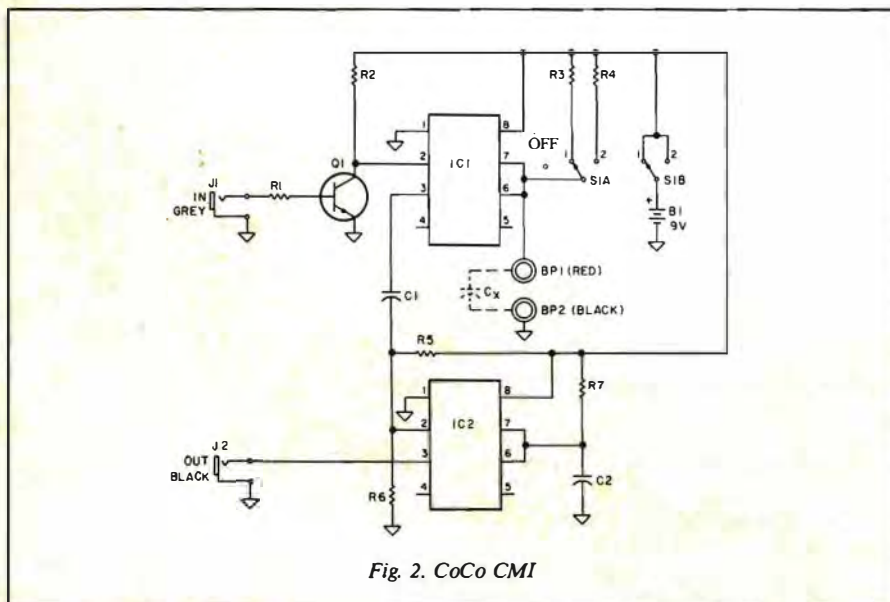 R2
R3
R4
1
8
OFF
Q1
2
IC1
7
1
2
1
2
J1
R1
3
6
S1A
S1B
IN
GREY
4
5
+
B1
9V
BP1 (RED)
Cx
C1
BP2 (BLACK)
R5
1
8
R7
2
IC2
7
J2
OUT
3
6
BLACK
R6
4
5
C2
Fig. 2. CoCo CMI